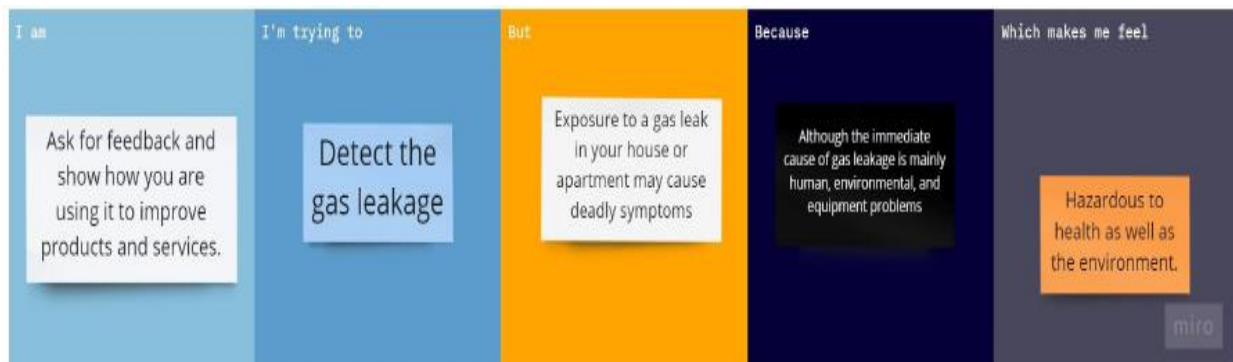 I am
Ask for feedback and
show how you are
using it to improve
products and services.
I'm trying to
Detect the
gas leakage
But
Exposure to a gas leak
in your house or
apartment may cause
deadly symptoms
Because
Although the immediate
cause of gas leakage is mainly
human, environmental, and
equipment problems
Which makes me feel
Hazardous to
health as well as
the environment.
miro